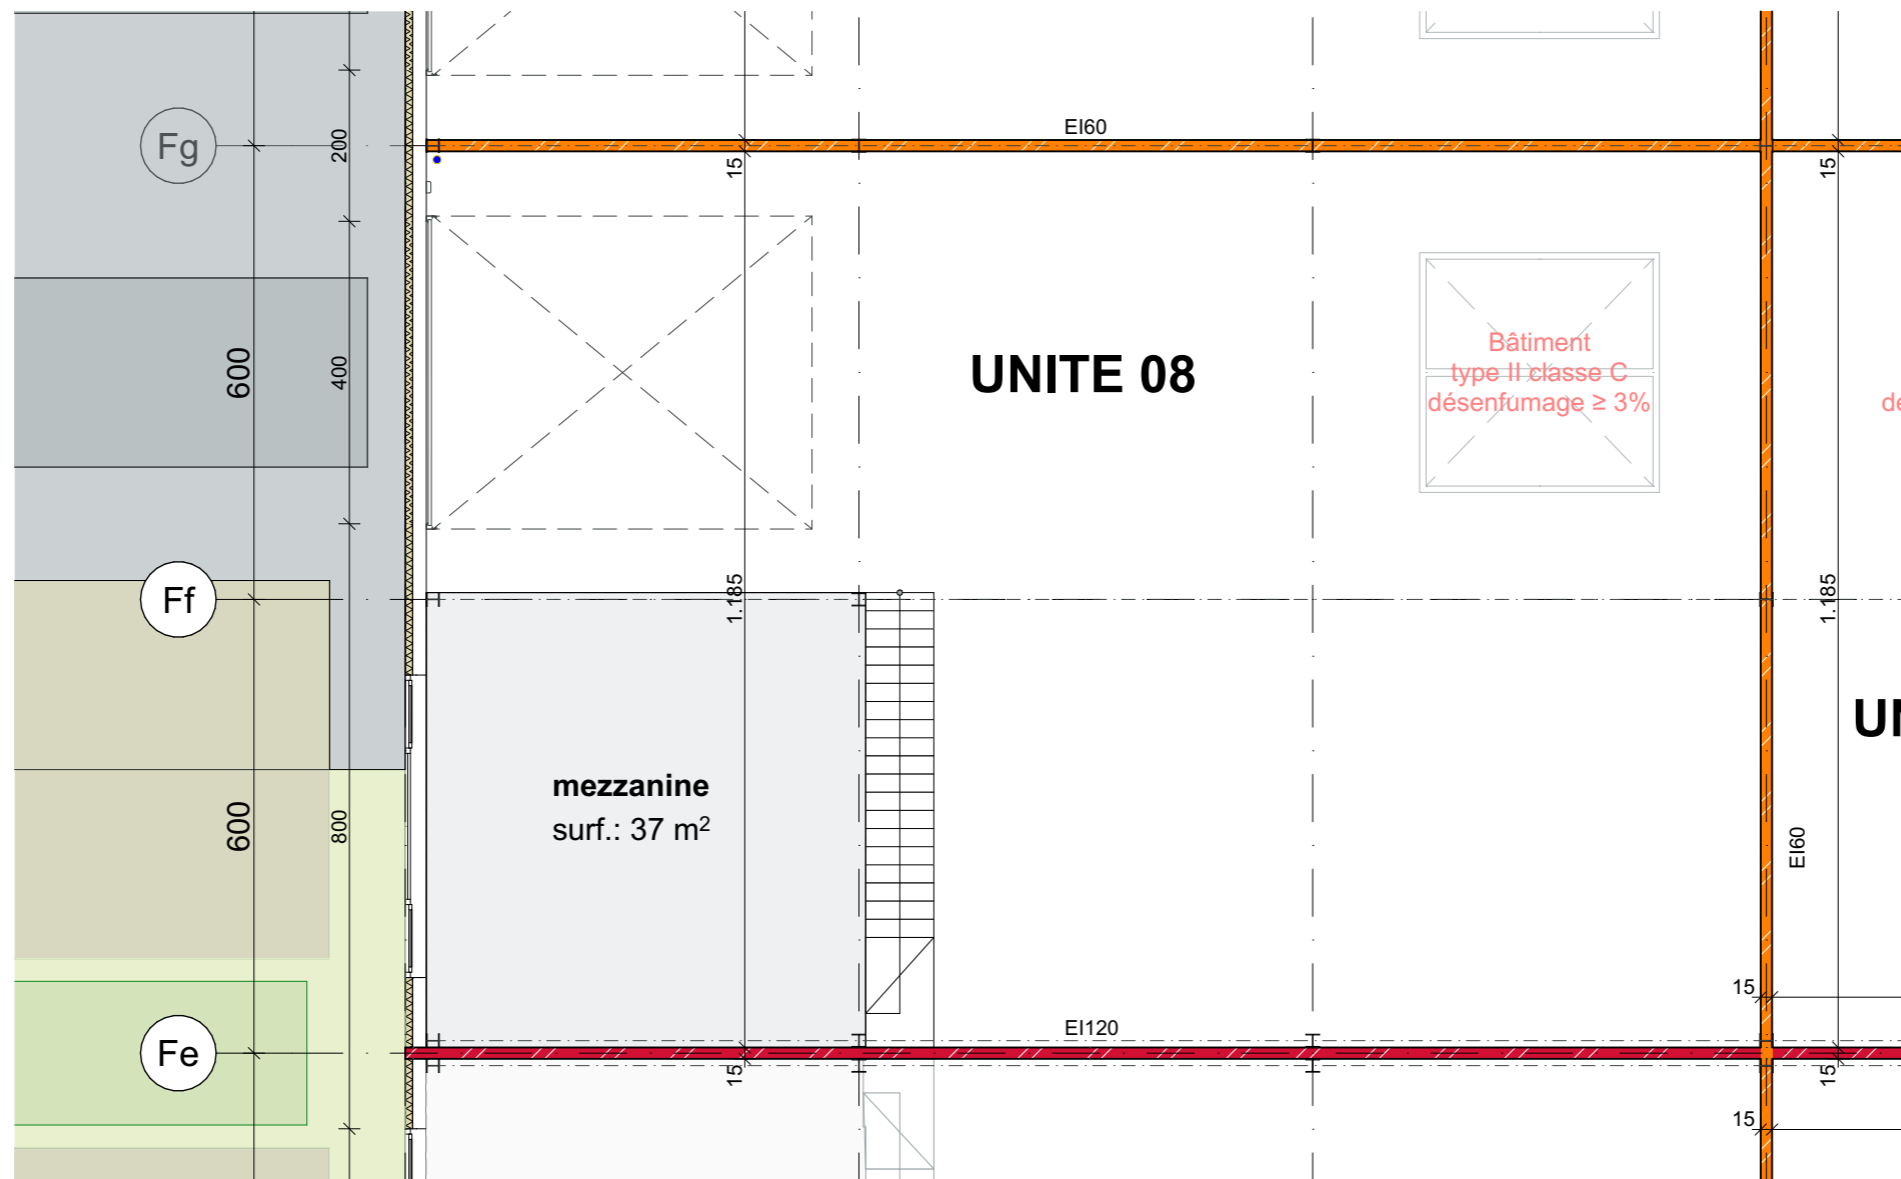 EI60
Fg
200
15
15
600
400
UNITE 08
Bâtiment
type II classe C
désenfumage ≥ 3%
Ff
1.185
1.185
mezzanine
surf.: 37 m²
600
800
EI60
15
EI120
Fe
15
15
15